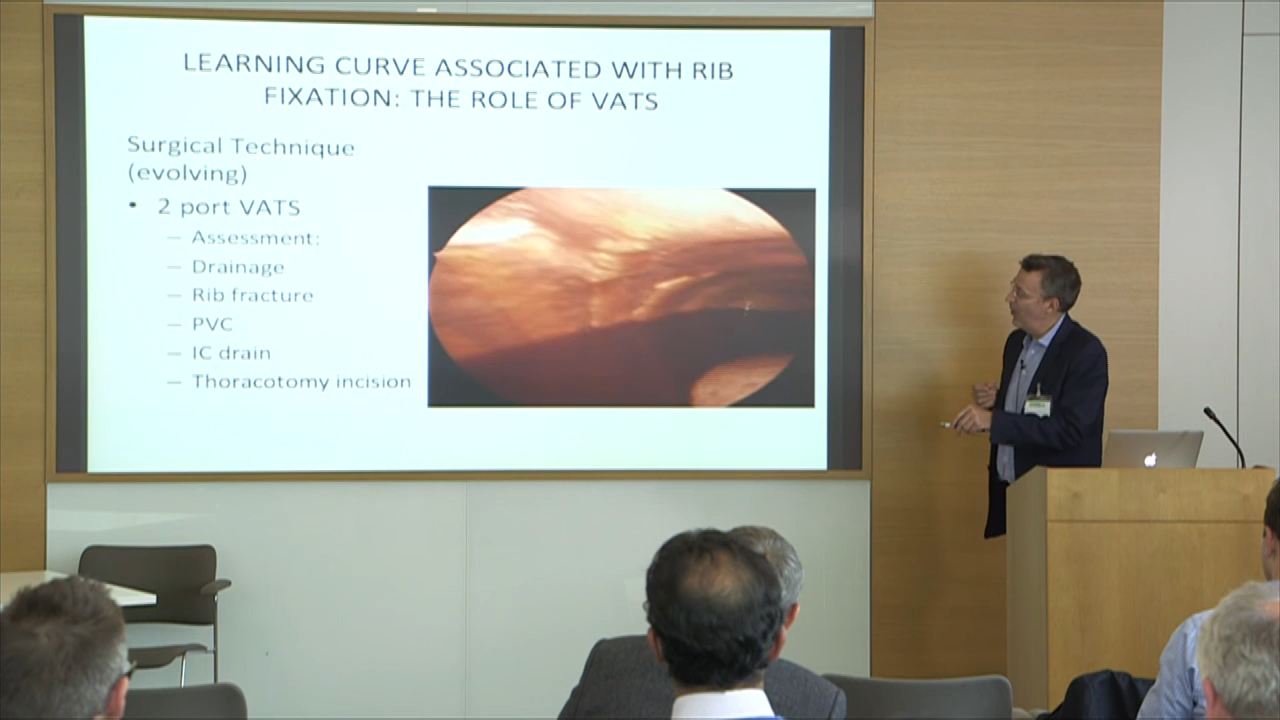 LEARNING CURVE ASSOCIATED WITH RIB
FIXATION: THE ROLE OF VATS
Surgical Technique
(evolving)
• 2 port VATS
– Assessment:
– Drainage
– Rib fracture
– PVC
– IC drain
– Thoracotomy incision